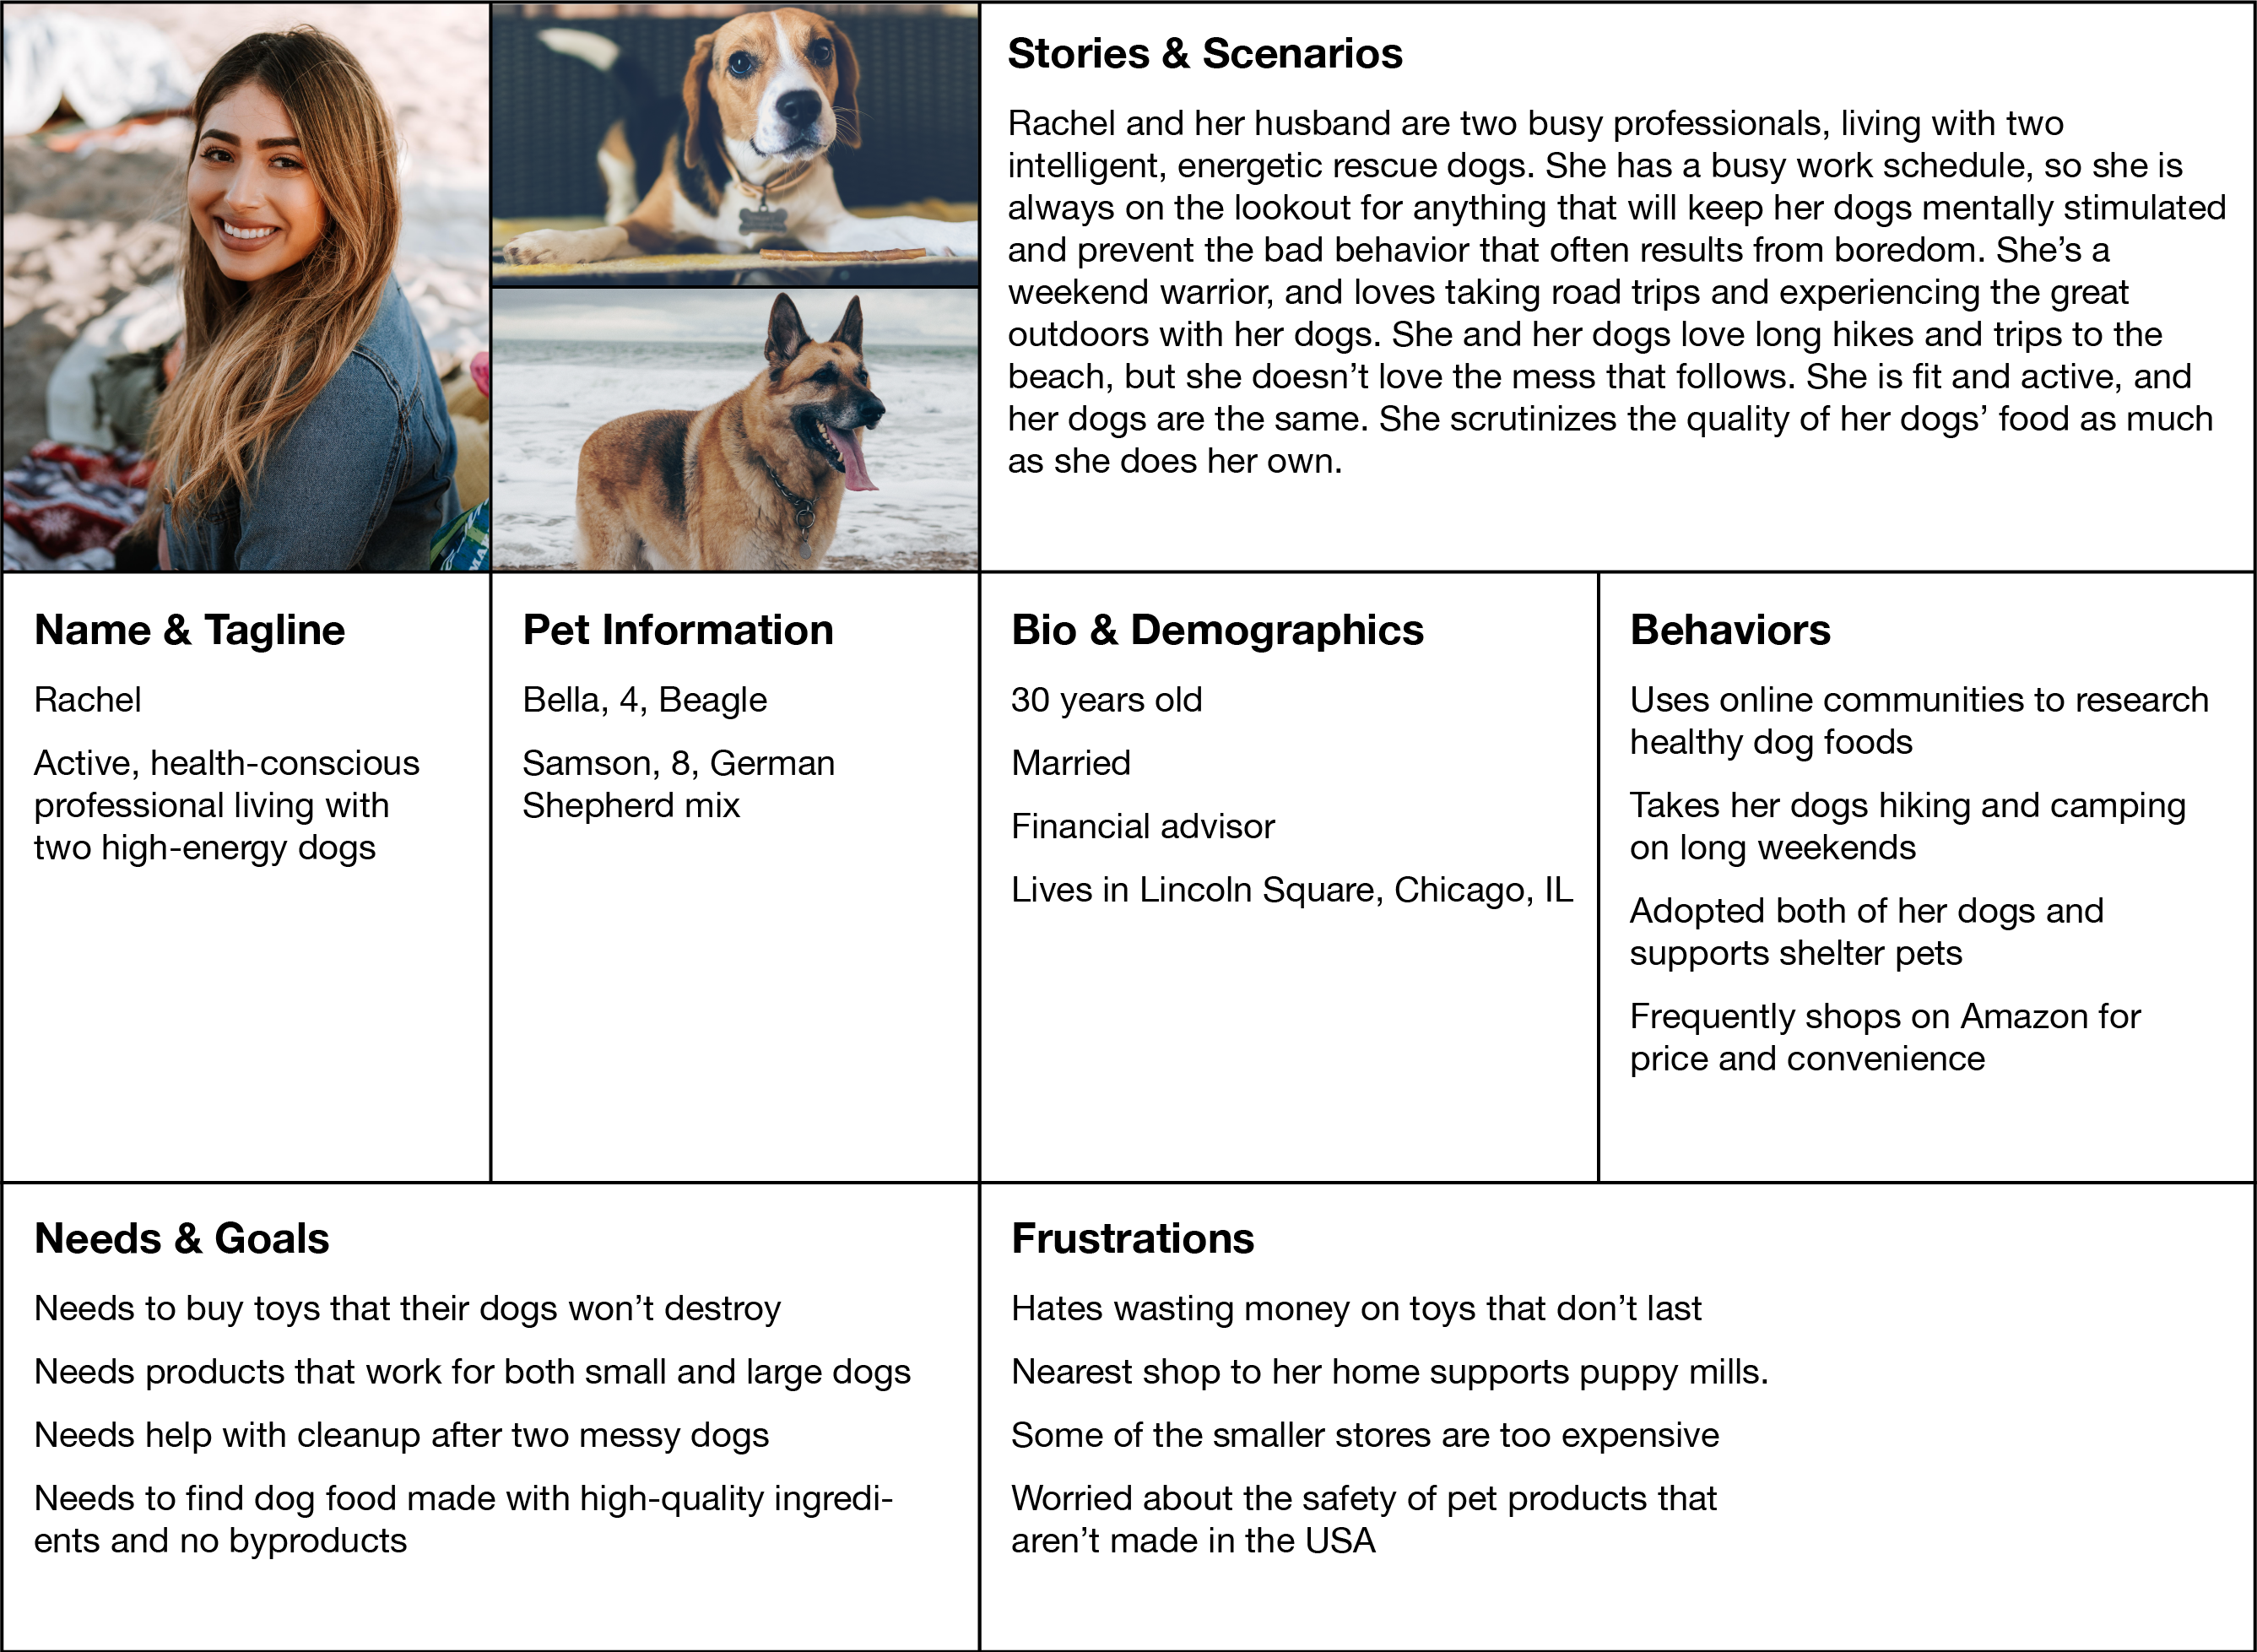 Stories & Scenarios
Rachel and her husband are two busy professionals, living with two
intelligent, energetic rescue dogs. She has a busy work schedule, so she is
always on the lookout for anything that will keep her dogs mentally stimulated
and prevent the bad behavior that often results from boredom. She’s a
weekend warrior, and loves taking road trips and experiencing the great
outdoors with her dogs. She and her dogs love long hikes and trips to the
beach, but she doesn’t love the mess that follows. She is fit and active, and
her dogs are the same. She scrutinizes the quality of her dogs’ food as much
as she does her own.
Name & Tagline
Rachel
Active, health-conscious
professional living with
two high-energy dogs
Pet Information
Bella, 4, Beagle
Samson, 8, German
Shepherd mix
Bio & Demographics
30 years old
Married
Financial advisor
Lives in Lincoln Square, Chicago, IL
Behaviors
Uses online communities to research
healthy dog foods
Takes her dogs hiking and camping
on long weekends
Adopted both of her dogs and
supports shelter pets
Frequently shops on Amazon for
price and convenience
Needs & Goals
Needs to buy toys that their dogs won’t destroy
Needs products that work for both small and large dogs
Needs help with cleanup after two messy dogs
Needs to find dog food made with high-quality ingredi-
ents and no byproducts
Frustrations
Hates wasting money on toys that don’t last
Nearest shop to her home supports puppy mills.
Some of the smaller stores are too expensive
Worried about the safety of pet products that
aren’t made in the USA